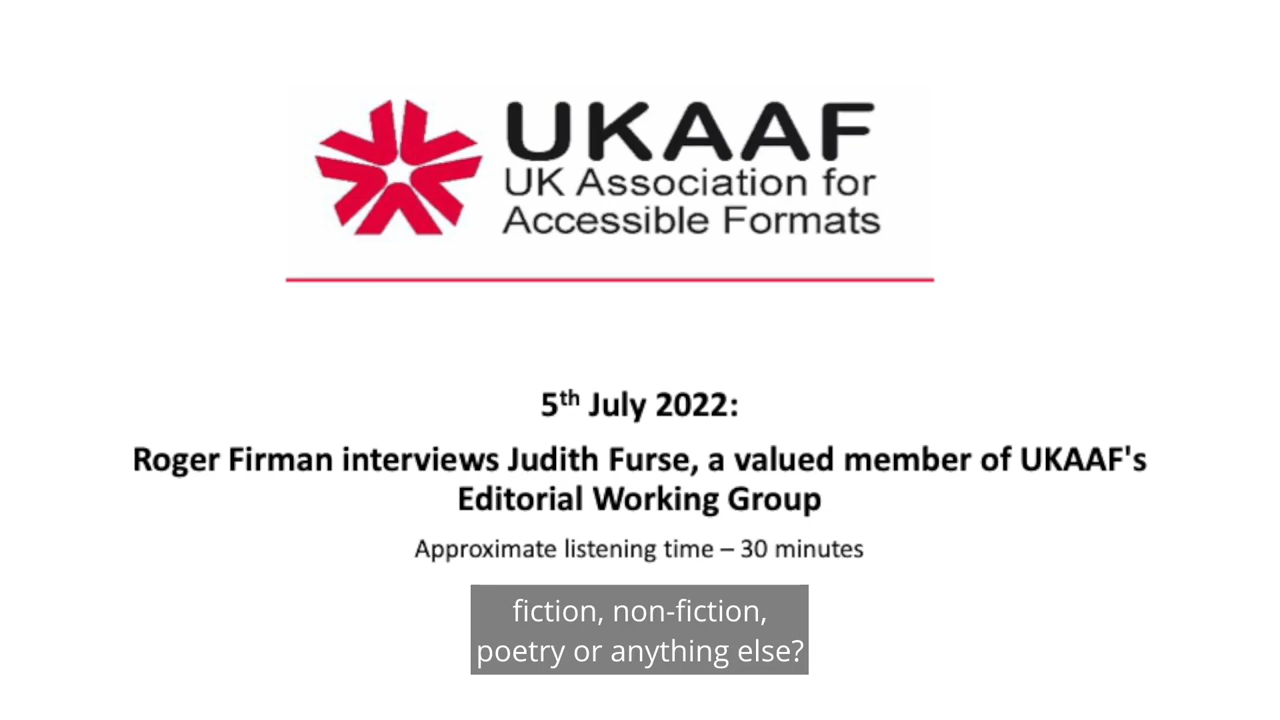 UKAAF
UK Association for
Accessible Formats
5th July 2022:
Roger Firman interviews Judith Furse, a valued member of UKAAF's
Editorial Working Group
Approximate listening time – 30 minutes
fiction, non-fiction,
poetry or anything else?